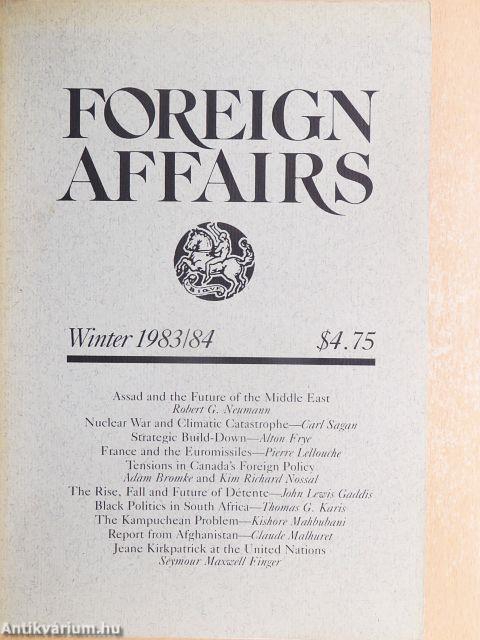 FOREIGN
AFFAIRS
VBIQVE
Winter 1983/84 $4.75
Assad and the Future of the Middle East
Robert G. Neumann
Nuclear War and Climatic Catastrophe—Carl Sagan
Strategic Build-Down—Alton Frye
France and the Euromissiles—Pierre Lellouche
Tensions in Canada's Foreign Policy
Adam Bromke and Kim Richard Nossal
The Rise, Fall and Future of Détente—John Lewis Gaddis
Black Politics in South Africa—Thomas G. Karis
The Kampuchean Problem—Kishore Mahbubani
Report from Afghanistan—Claude Malhuret
Jeane Kirkpatrick at the United Nations
Seymour Maxwell Finger
Antikvárium.hu